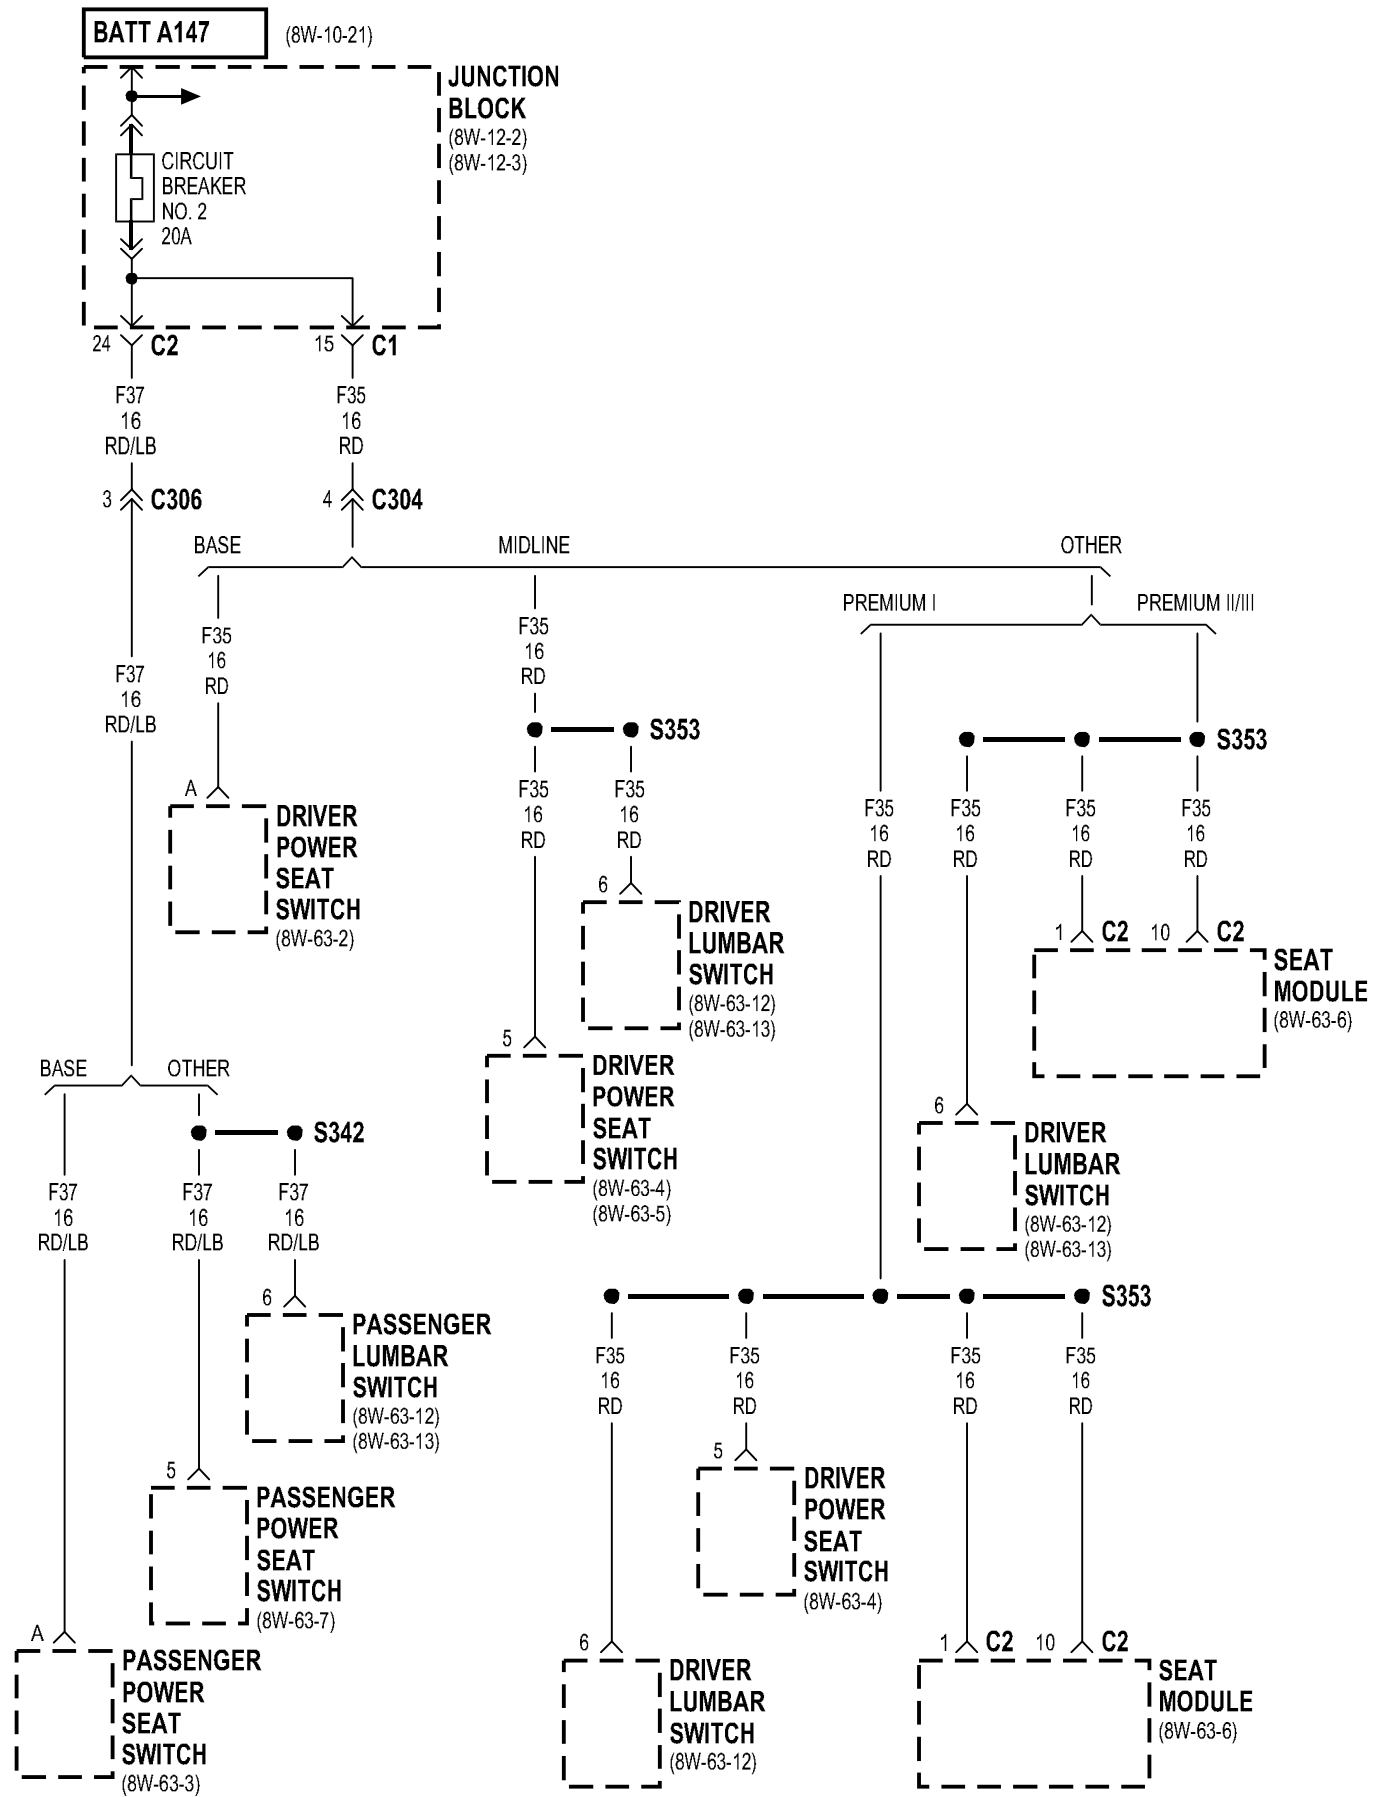 BATT A147
(8W-10-21)
JUNCTION
BLOCK
(8W-12-2)
(8W-12-3)
CIRCUIT
BREAKER
NO. 2
20A
24
C2
15
C1
F37
16
RD/LB
F35
16
RD
3
C306
4
C304
BASE
MIDLINE
OTHER
PREMIUM I
PREMIUM II/III
F37
16
RD/LB
F35
16
RD
F35
16
RD
S353
S353
A
DRIVER
POWER
SEAT
SWITCH
(8W-63-2)
F35
16
RD
F35
16
RD
F35
16
RD
F35
16
RD
F35
16
RD
F35
16
RD
6
DRIVER
LUMBAR
SWITCH
(8W-63-12)
(8W-63-13)
1
C2
10
C2
SEAT
MODULE
(8W-63-6)
5
DRIVER
POWER
SEAT
SWITCH
(8W-63-4)
(8W-63-5)
6
DRIVER
LUMBAR
SWITCH
(8W-63-12)
(8W-63-13)
BASE
OTHER
S342
F37
16
RD/LB
F37
16
RD/LB
F37
16
RD/LB
6
PASSENGER
LUMBAR
SWITCH
(8W-63-12)
(8W-63-13)
S353
F35
16
RD
F35
16
RD
F35
16
RD
F35
16
RD
5
PASSENGER
POWER
SEAT
SWITCH
(8W-63-7)
5
DRIVER
POWER
SEAT
SWITCH
(8W-63-4)
A
PASSENGER
POWER
SEAT
SWITCH
(8W-63-3)
6
DRIVER
LUMBAR
SWITCH
(8W-63-12)
1
C2
10
C2
SEAT
MODULE
(8W-63-6)